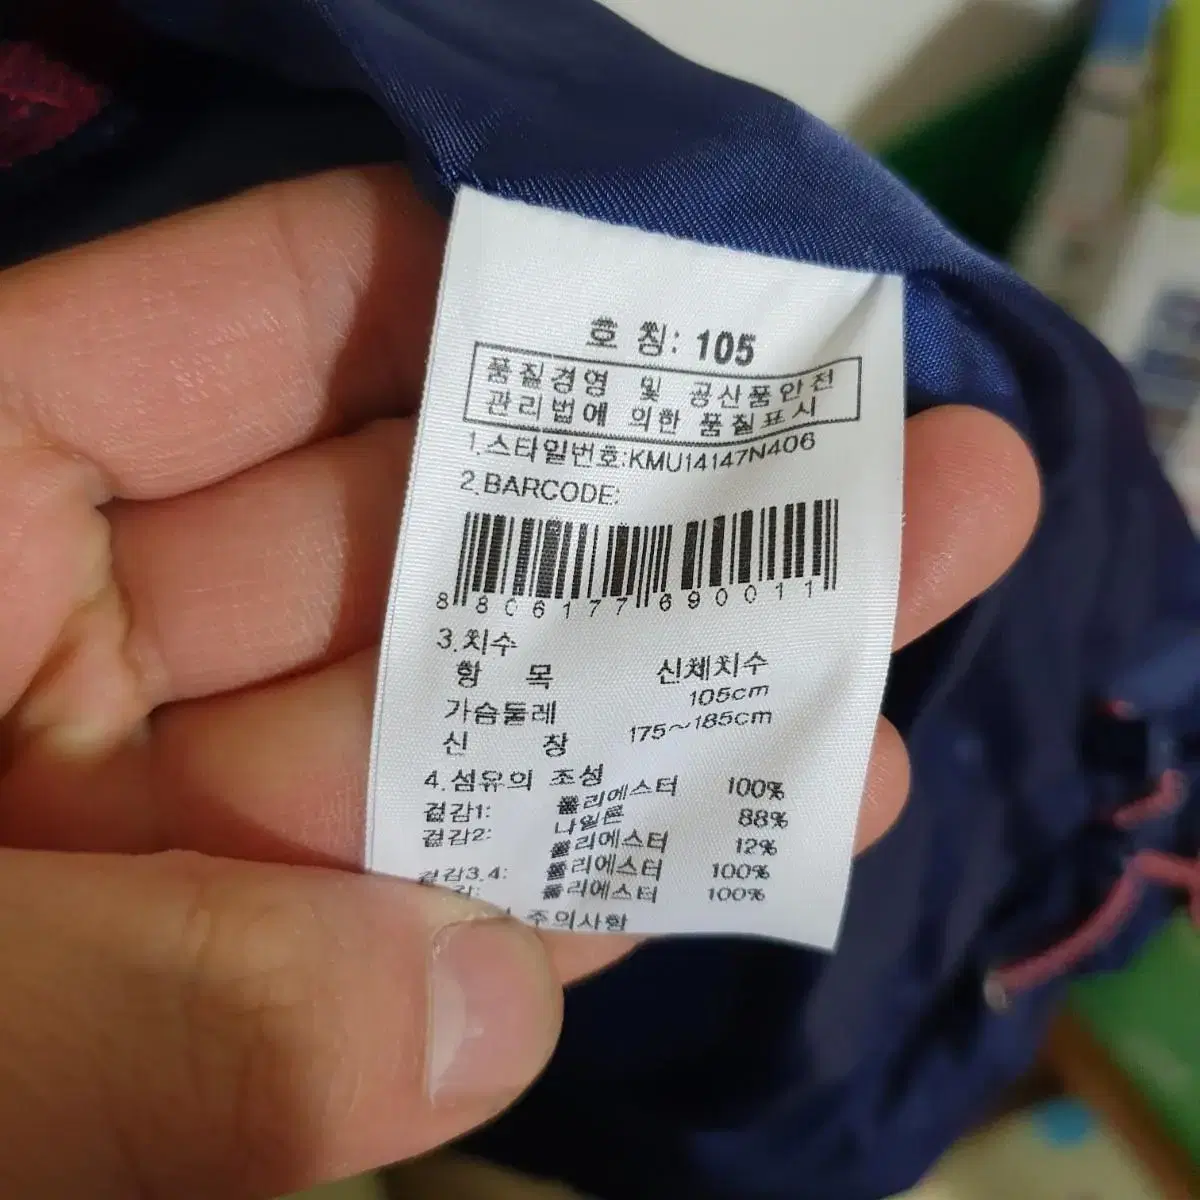 호 칭: 105
품질경영 및 공산품안전
관리법에 의한 품질표시
1.스타일번호:KMU14147N406
2.BARCODE:
8 806177 690011
3.치수
항 목 신체치수
가슴둘레 105cm
신 장 175~185cm
4.섬유의 조성
겉감1: 폴리에스터 100%
겉감2: 나일론 88%
폴리에스터 12%
겉감3,4: 폴리에스터 100%
폴리에스터 100%
주의사항